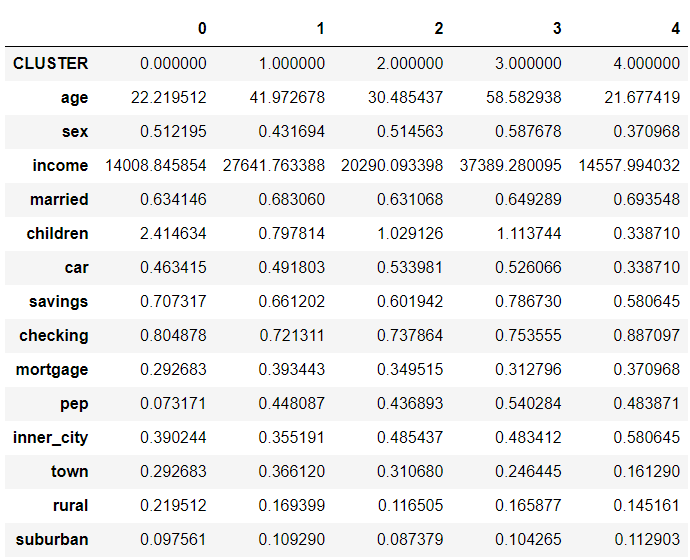 0 1 2 3 4
CLUSTER 0.000000 1.000000 2.000000 3.000000 4.000000
age 22.219512 41.972678 30.485437 58.582938 21.677419
sex 0.512195 0.431694 0.514563 0.587678 0.370968
income 14008.845854 27641.763388 20290.093398 37389.280095 14557.994032
married 0.634146 0.683060 0.631068 0.649289 0.693548
children 2.414634 0.797814 1.029126 1.113744 0.338710
car 0.463415 0.491803 0.533981 0.526066 0.338710
savings 0.707317 0.661202 0.601942 0.786730 0.580645
checking 0.804878 0.721311 0.737864 0.753555 0.887097
mortgage 0.292683 0.393443 0.349515 0.312796 0.370968
pep 0.073171 0.448087 0.436893 0.540284 0.483871
inner_city 0.390244 0.355191 0.485437 0.483412 0.580645
town 0.292683 0.366120 0.310680 0.246445 0.161290
rural 0.219512 0.169399 0.116505 0.165877 0.145161
suburban 0.097561 0.109290 0.087379 0.104265 0.112903